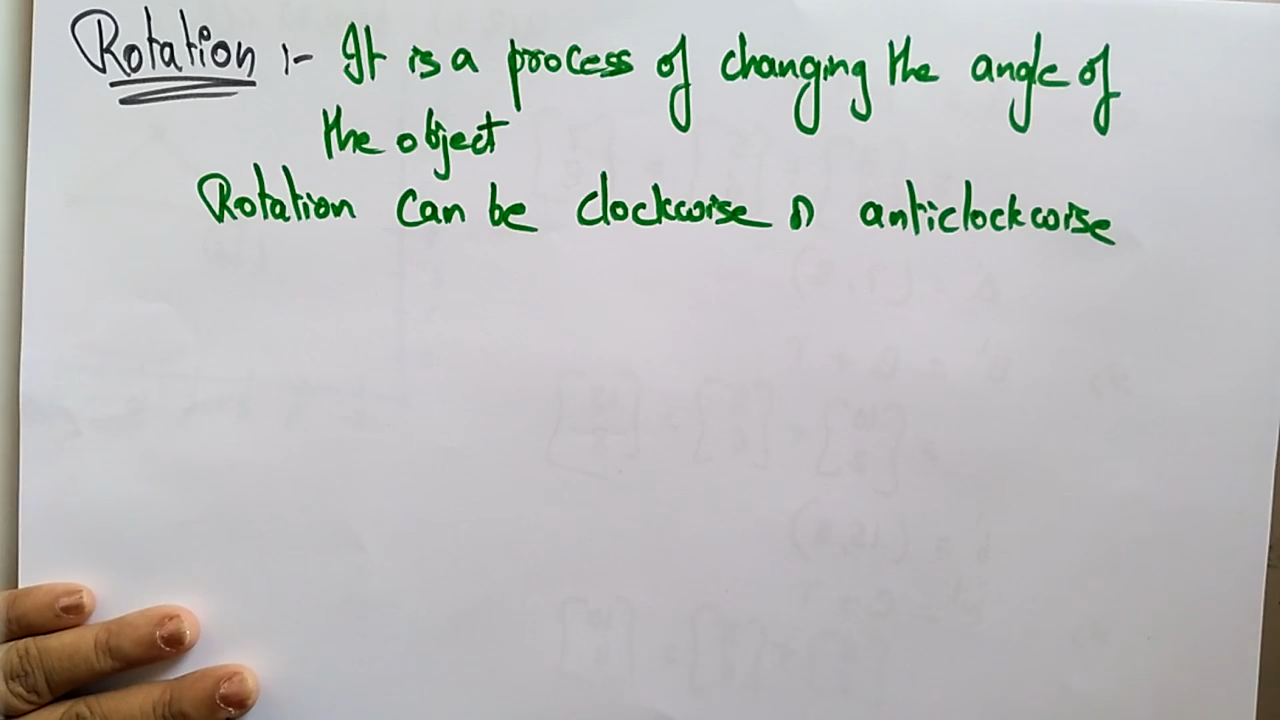 Rotation :- It is a process of changing the angle of
the object
Rotation can be clockwise or anticlockwise